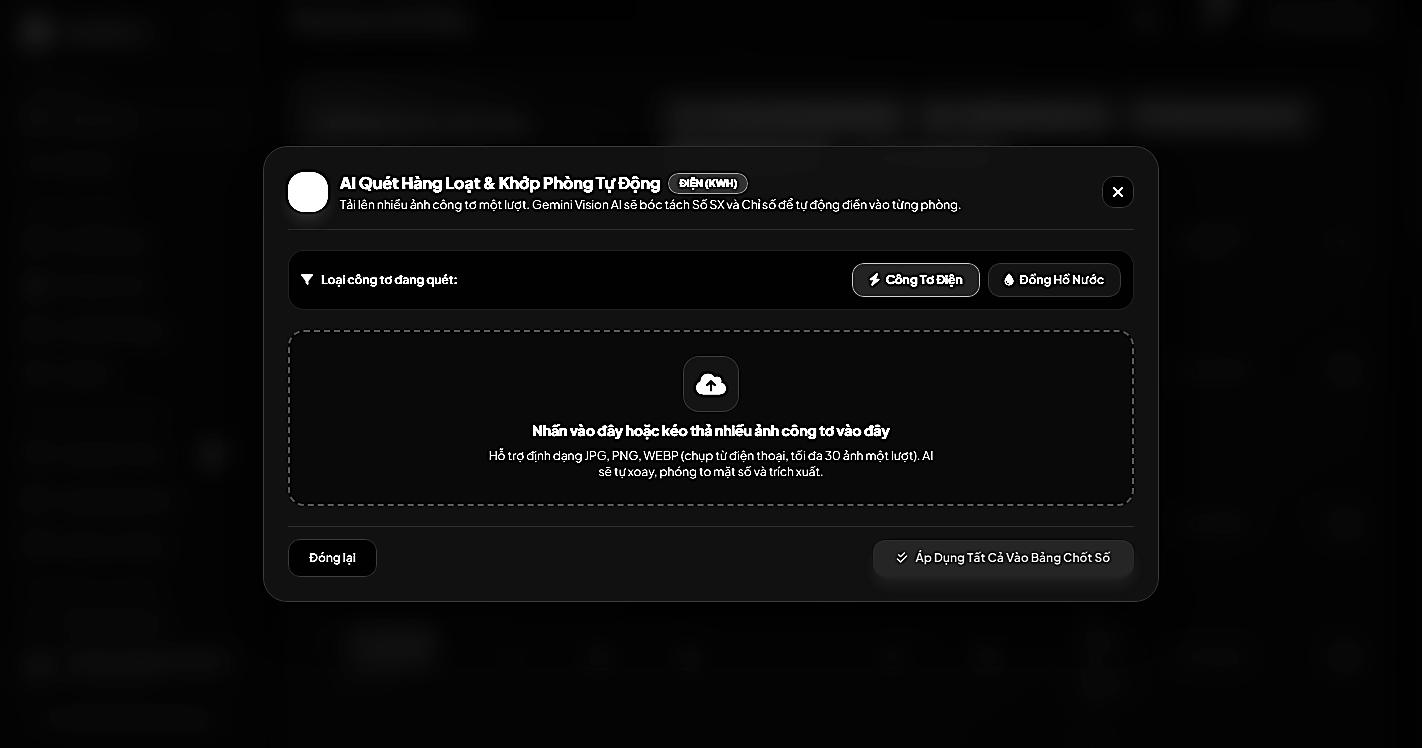 AI Quét Hàng Loạt & Khớp Phòng Tự Động ĐIỆN (KWH)
Tải lên nhiều ảnh công tơ một lượt. Gemini Vision AI sẽ bóc tách Số SX và Chỉ số để tự động điền vào từng phòng.
Loại công tơ đang quét:
Công Tơ Điện
Đồng Hồ Nước
Nhấn vào đây hoặc kéo thả nhiều ảnh công tơ vào đây
Hỗ trợ định dạng JPG, PNG, WEBP (chụp từ điện thoại, tối đa 30 ảnh một lượt). AI
sẽ tự xoay, phóng to mặt số và trích xuất.
Đóng lại
Áp Dụng Tất Cả Vào Bảng Chốt Số